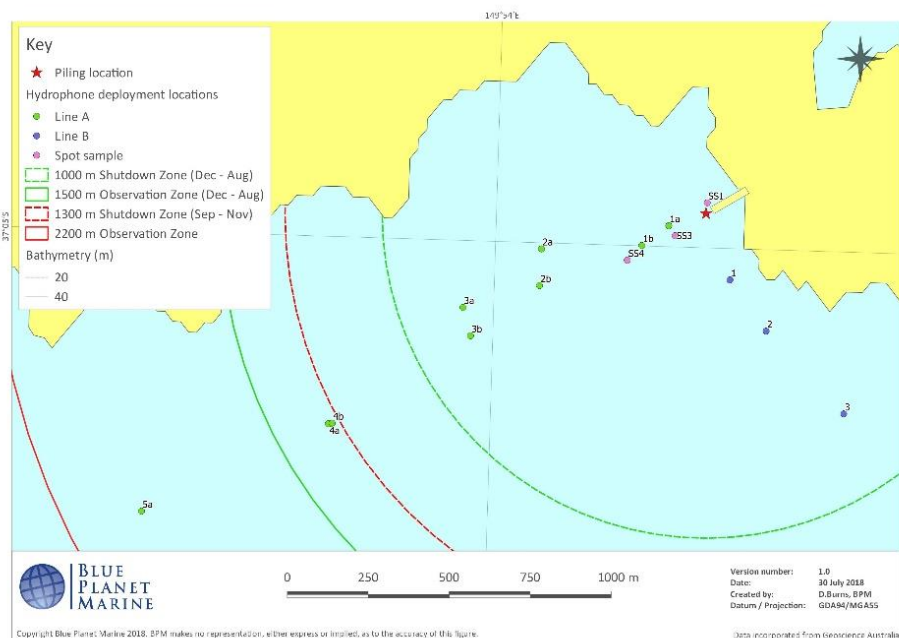 149°54'E
Key
Piling location
Hydrophone deployment locations
Line A
Line B
Spot sample
1000 m Shutdown Zone (Dec - Aug)
1500 m Observation Zone (Dec - Aug)
1300 m Shutdown Zone (Sep - Nov)
2200 m Observation Zone
Bathymetry (m)
20
40
37°05'S
SS1
1a
SS3
1b
SS4
2a
2b
1
3a
3b
2
3
4b
4a
5a
BLUE
PLANET
MARINE
0 250 500 750 1000 m
Version number: 1.0
Date: 30 July 2018
Created by: D.Burns, BPM
Datum / Projection: GDA94/MGA55
Copyright Blue Planet Marine 2018. BPM makes no representation, either express or implied, as to the accuracy of this figure.
Data incorporated from Geoscience Australia